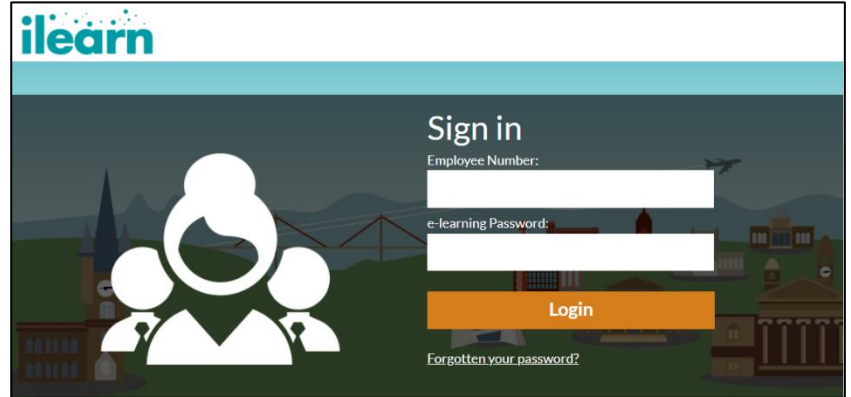 ilearn
Sign in
Employee Number:
e-learning Password:
Login
Forgotten your password?